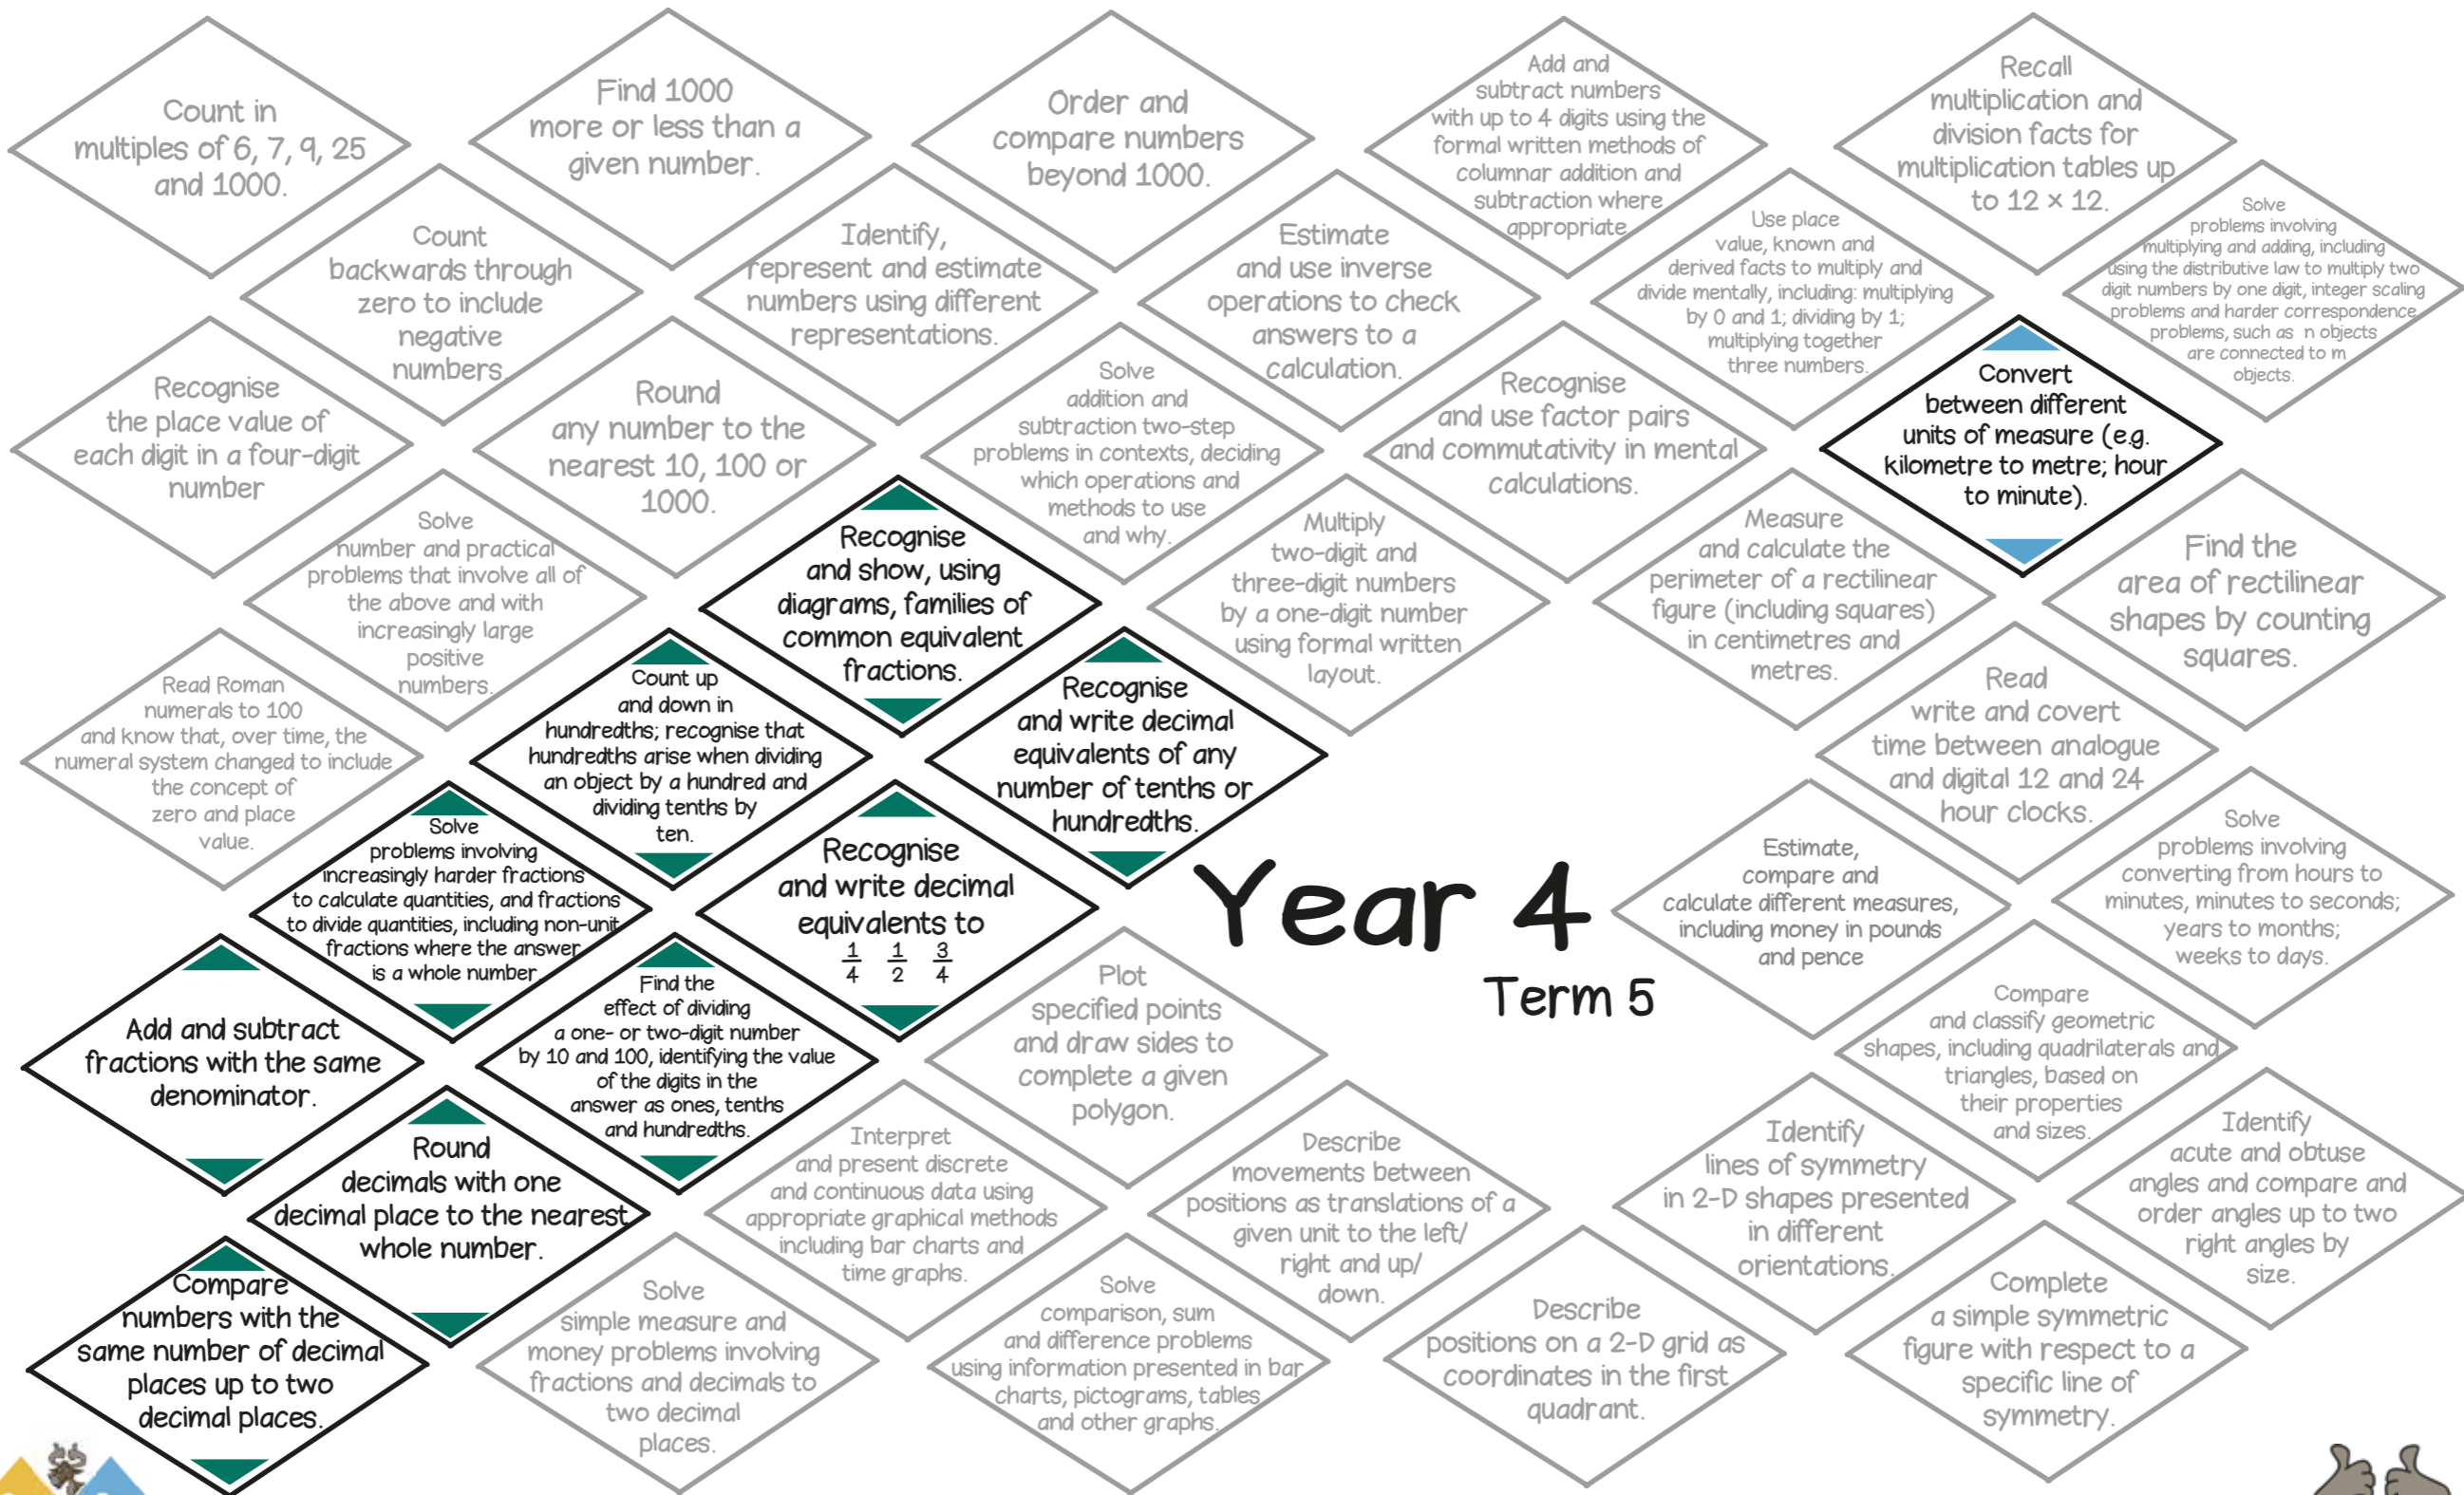 Count in
multiples of 6, 7, 9, 25
and 1000.
Find 1000
more or less than a
given number.
Order and
compare numbers
beyond 1000.
Add and
subtract numbers
with up to 4 digits using the
formal written methods of
columnar addition and
subtraction where
appropriate
Recall
multiplication and
division facts for
multiplication tables up
to 12 × 12.
Count
backwards through
zero to include
negative
numbers
Identify,
represent and estimate
numbers using different
representations.
Estimate
and use inverse
operations to check
answers to a
calculation.
Use place
value, known and
derived facts to multiply and
divide mentally, including: multiplying
by 0 and 1; dividing by 1;
multiplying together
three numbers.
Solve
problems involving
multiplying and adding, including
using the distributive law to multiply two
digit numbers by one digit, integer scaling
problems and harder correspondence
problems, such as n objects
are connected to m
objects.
Recognise
the place value of
each digit in a four-digit
number
Round
any number to the
nearest 10, 100 or
1000.
Solve
addition and
subtraction two-step
problems in contexts, deciding
which operations and
methods to use
and why.
Recognise
and use factor pairs
and commutativity in mental
calculations.
Convert
between different
units of measure (e.g.
kilometre to metre; hour
to minute).
Solve
number and practical
problems that involve all of
the above and with
increasingly large
positive
numbers.
Recognise
and show, using
diagrams, families of
common equivalent
fractions.
Multiply
two-digit and
three-digit numbers
by a one-digit number
using formal written
layout.
Measure
and calculate the
perimeter of a rectilinear
figure (including squares)
in centimetres and
metres.
Find the
area of rectilinear
shapes by counting
squares.
Read Roman
numerals to 100
and know that, over time, the
numeral system changed to include
the concept of
zero and place
value.
Count up
and down in
hundredths; recognise that
hundredths arise when dividing
an object by a hundred and
dividing tenths by
ten.
Recognise
and write decimal
equivalents of any
number of tenths or
hundredths.
Read
write and covert
time between analogue
and digital 12 and 24
hour clocks.
Solve
problems involving
increasingly harder fractions
to calculate quantities, and fractions
to divide quantities, including non-unit
fractions where the answer
is a whole number
Recognise
and write decimal
equivalents to
1/4 1/2 3/4
Year 4
Term 5
Estimate,
compare and
calculate different measures,
including money in pounds
and pence
Solve
problems involving
converting from hours to
minutes, minutes to seconds;
years to months;
weeks to days.
Add and subtract
fractions with the same
denominator.
Find the
effect of dividing
a one- or two-digit number
by 10 and 100, identifying the value
of the digits in the
answer as ones, tenths
and hundredths.
Plot
specified points
and draw sides to
complete a given
polygon.
Compare
and classify geometric
shapes, including quadrilaterals and
triangles, based on
their properties
and sizes.
Round
decimals with one
decimal place to the nearest
whole number.
Interpret
and present discrete
and continuous data using
appropriate graphical methods
including bar charts and
time graphs.
Describe
movements between
positions as translations of a
given unit to the left/
right and up/
down.
Identify
lines of symmetry
in 2-D shapes presented
in different
orientations.
Identify
acute and obtuse
angles and compare and
order angles up to two
right angles by
size.
Compare
numbers with the
same number of decimal
places up to two
decimal places.
Solve
simple measure and
money problems involving
fractions and decimals to
two decimal
places.
Solve
comparison, sum
and difference problems
using information presented in bar
charts, pictograms, tables
and other graphs.
Describe
positions on a 2-D grid as
coordinates in the first
quadrant.
Complete
a simple symmetric
figure with respect to a
specific line of
symmetry.